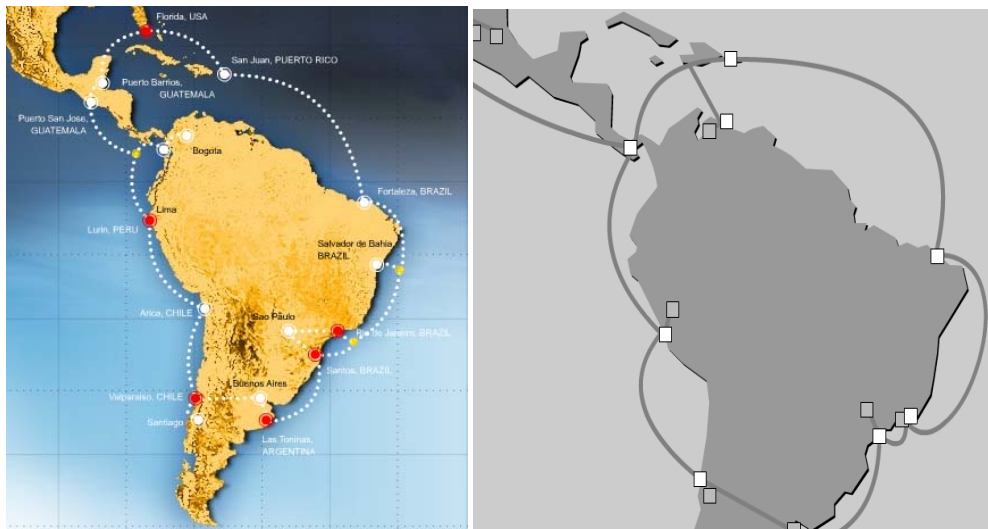 Florida, USA
San Juan, PUERTO RICO
Puerto Barrios,
GUATEMALA
Puerto San Jose,
GUATEMALA
Bogota
Fortaleza, BRAZIL
Lima
Lurin, PERU
Salvador de Bahia,
BRAZIL
Arica, CHILE
Sao Paulo
Rio de Janeiro, BRAZIL
Santos, BRAZIL
Buenos Aires
Valparaiso, CHILE
Santiago
Las Toninas,
ARGENTINA